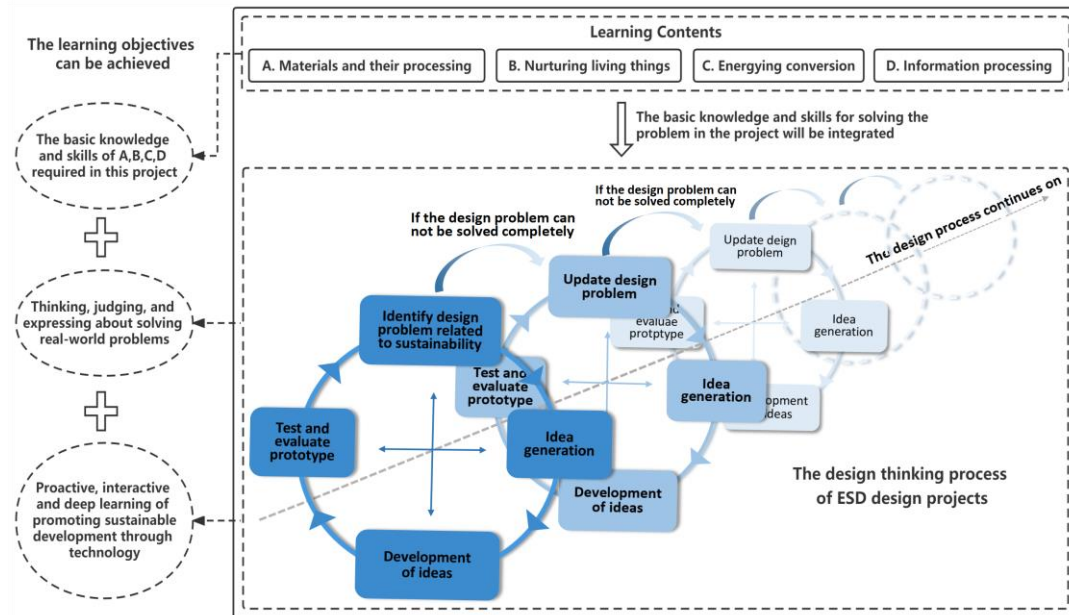 The learning objectives
can be achieved
Learning Contents
A. Materials and their processing
B. Nurturing living things
C. Energying conversion
D. Information processing
The basic knowledge
and skills of A,B,C,D
required in this project
The basic knowledge and skills for solving the
problem in the project will be integrated
Thinking, judging, and
expressing about solving
real-world problems
Proactive, interactive
and deep learning of
promoting sustainable
development through
technology
If the design problem can
not be solved completely
If the design problem can
not be solved completely
The design process continues on
Identify design
problem related
to sustainability
Idea
generation
Development
of ideas
Test and
evaluate
prototype
Update design
problem
Idea
generation
Development
of ideas
Test and
evaluate
prototype
Update deign
problem
Idea
generation
protptype
The design thinking process
of ESD design projects